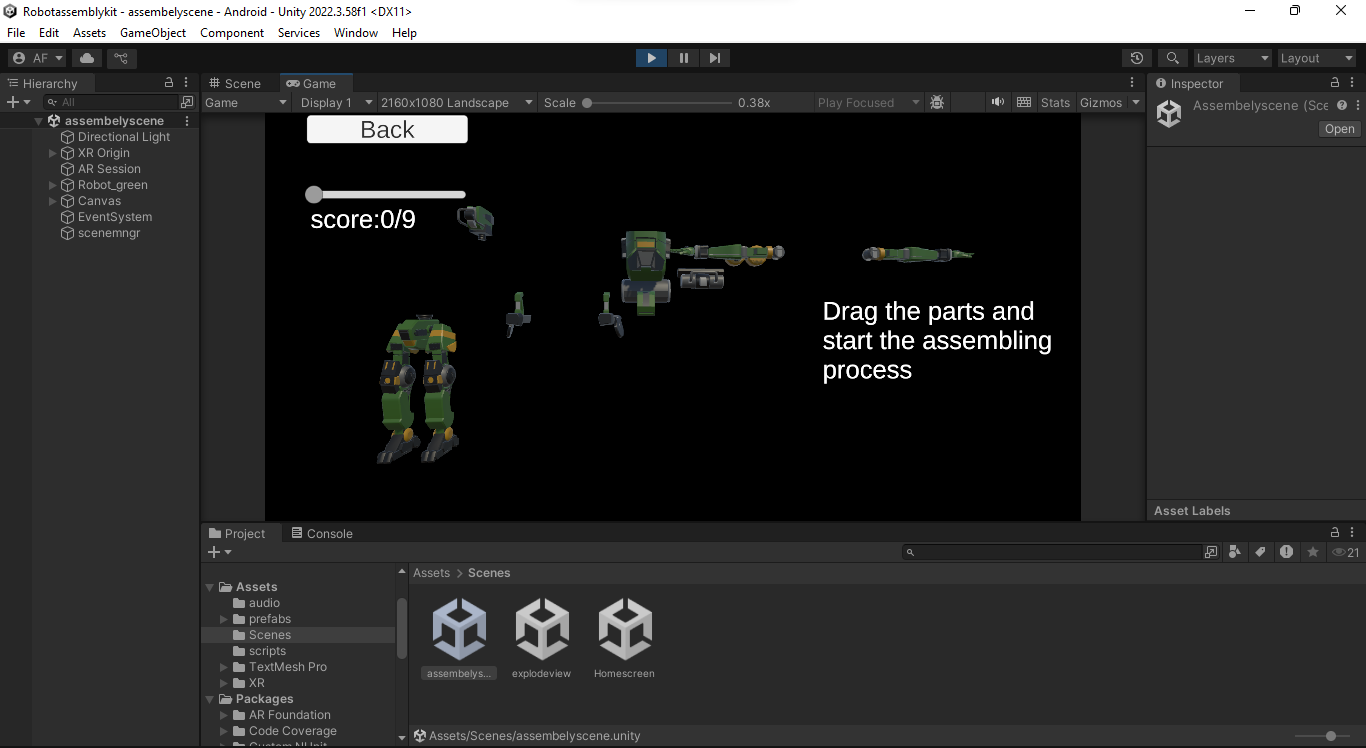 Robotassemblykit - assembelyscene - Android - Unity 2022.3.58f1 <DX11>
File Edit Assets GameObject Component Services Window Help
AF Layers Layout
Hierarchy Scene Game Inspector
All Game Display 1 2160x1080 Landscape Scale 0.38x Play Focused Stats Gizmos Assembelyscene (Sce
assembelyscene
Open
Directional Light
XR Origin
AR Session
Robot_green
Canvas
EventSystem
scenemngr
Back
score:0/9
Drag the parts and
start the assembling
process
Asset Labels
Project Console
21
Assets > Scenes
Assets
audio
prefabs
Scenes
scripts
TextMesh Pro
XR
Packages
AR Foundation
Code Coverage
Custom NUnit
assembelys... explodeview Homescreen
Assets/Scenes/assembelyscene.unity